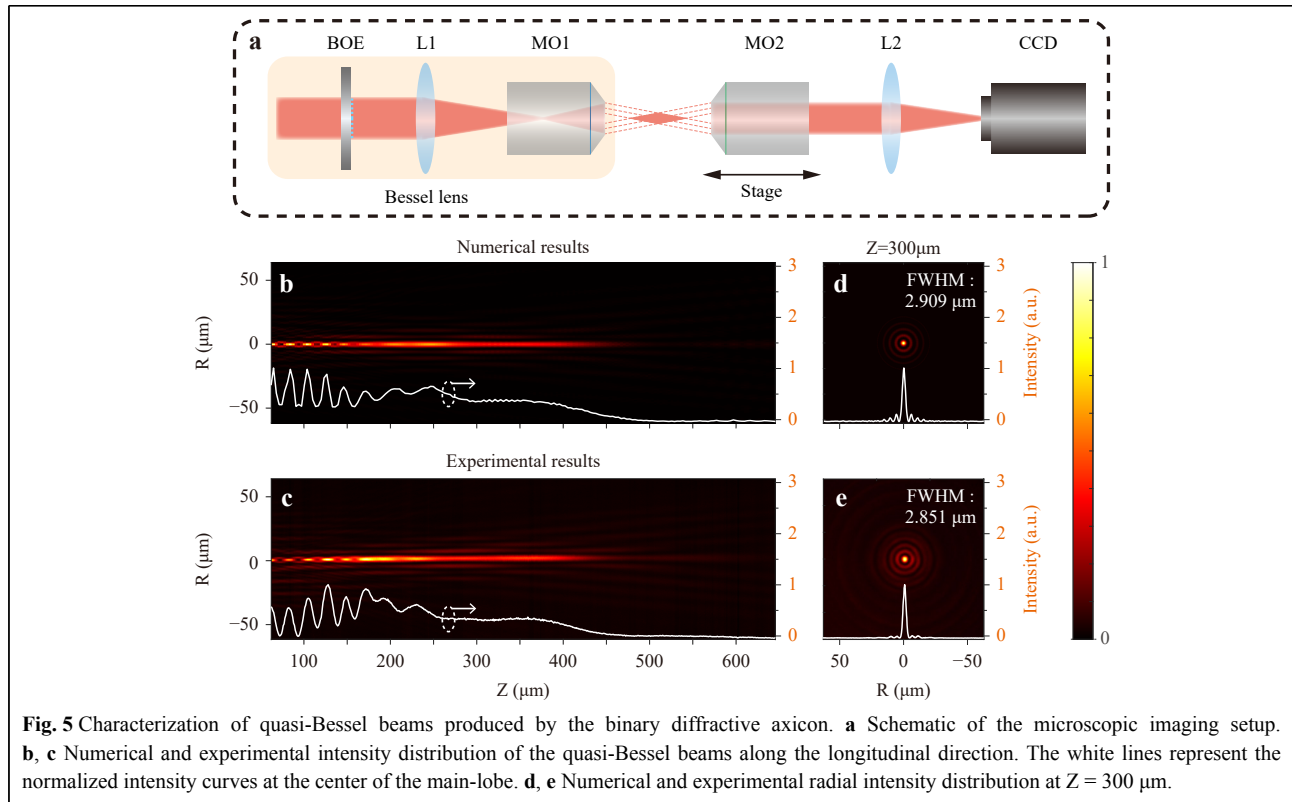 a
BOE
L1
MO1
MO2
L2
CCD
Bessel lens
Stage
Numerical results
Z=300μm
b
50
0
−50
R (μm)
3
2
1
0
d
FWHM :
2.909 μm
3
2
1
0
Intensity (a.u.)
1
0
Experimental results
c
50
0
−50
R (μm)
3
2
1
0
100
200
300
400
500
600
Z (μm)
e
FWHM :
2.851 μm
3
2
1
0
Intensity (a.u.)
50
0
−50
R (μm)
Fig. 5 Characterization of quasi-Bessel beams produced by the binary diffractive axicon. a Schematic of the microscopic imaging setup.
b, c Numerical and experimental intensity distribution of the quasi-Bessel beams along the longitudinal direction. The white lines represent the
normalized intensity curves at the center of the main-lobe. d, e Numerical and experimental radial intensity distribution at Z = 300 μm.